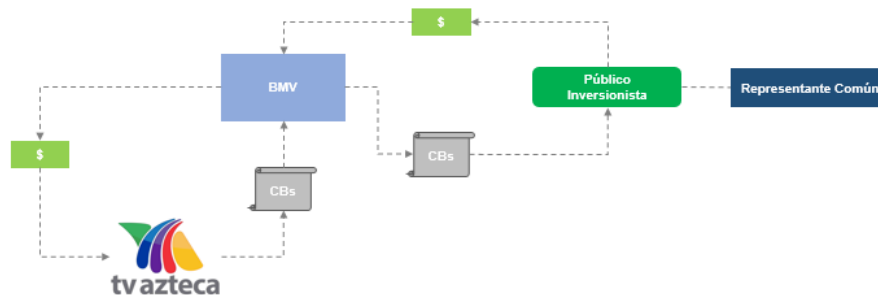 $
BMV
Público
Inversionista
Representante Común
$
CBs
CBs
tv azteca